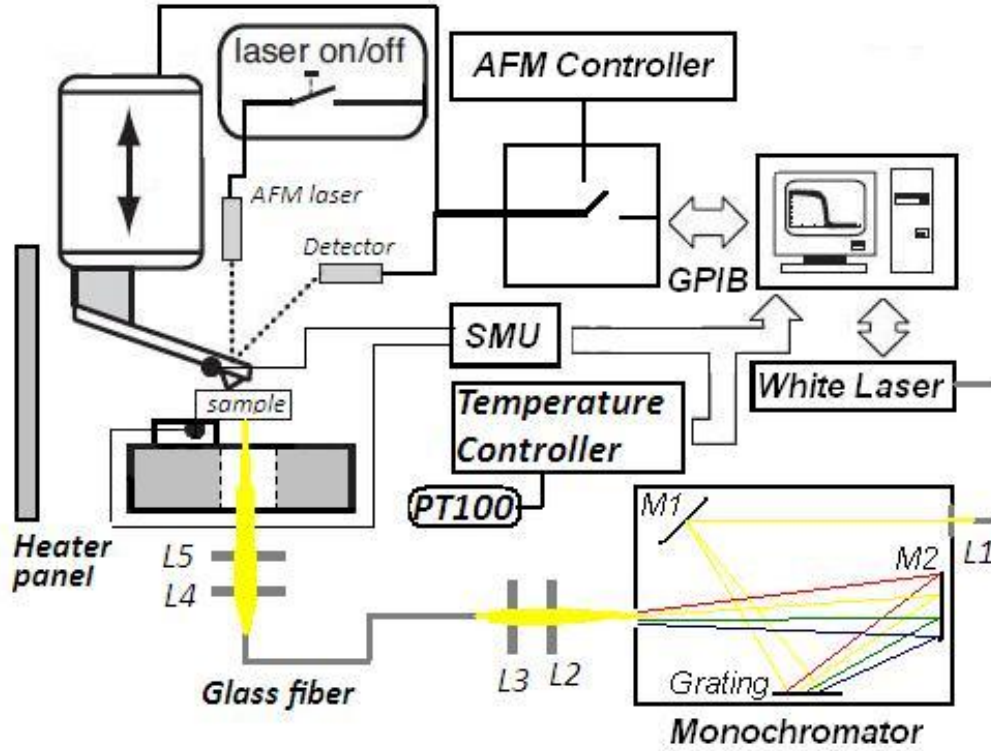 laser on/off
AFM Controller
AFM laser
Detector
GPIB
SMU
White Laser
sample
Temperature
Controller
PT100
Heater
panel
L5
L4
Glass fiber
L3
L2
M1
M2
L1
Grating
Monochromator